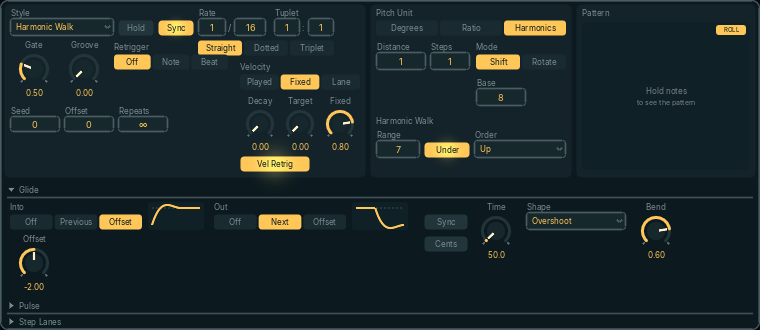 Style
Rate
Tuplet
Harmonic Walk
Hold
Sync
1 / 16
1 : 1
Straight
Dotted
Triplet
Gate
Groove
Retrigger
Off
Note
Beat
0.50
0.00
Velocity
Played
Fixed
Lane
Decay
Target
Fixed
Seed
Offset
Repeats
0
0
∞
0.00
0.00
0.80
Vel Retrig
Pitch Unit
Degrees
Ratio
Harmonics
Distance
Steps
Mode
1
1
Shift
Rotate
Base
8
Harmonic Walk
Range
Order
7
Under
Up
Pattern
ROLL
Hold notes
to see the pattern
Glide
Into
Off
Previous
Offset
Out
Off
Next
Offset
Sync
Cents
Time
50.0
Shape
Overshoot
Bend
0.60
Offset
-2.00
Pulse
Step Lanes